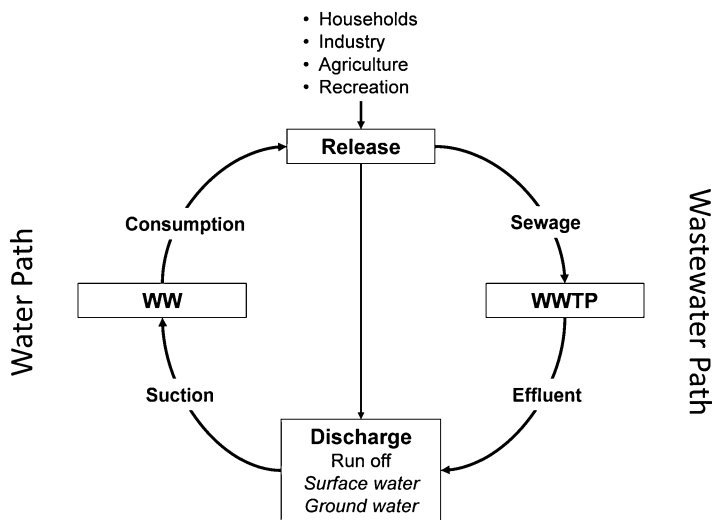 • Households
• Industry
• Agriculture
• Recreation
Release
Consumption
Sewage
Water Path
Wastewater Path
WW
WWTP
Suction
Effluent
Discharge
Run off
Surface water
Ground water